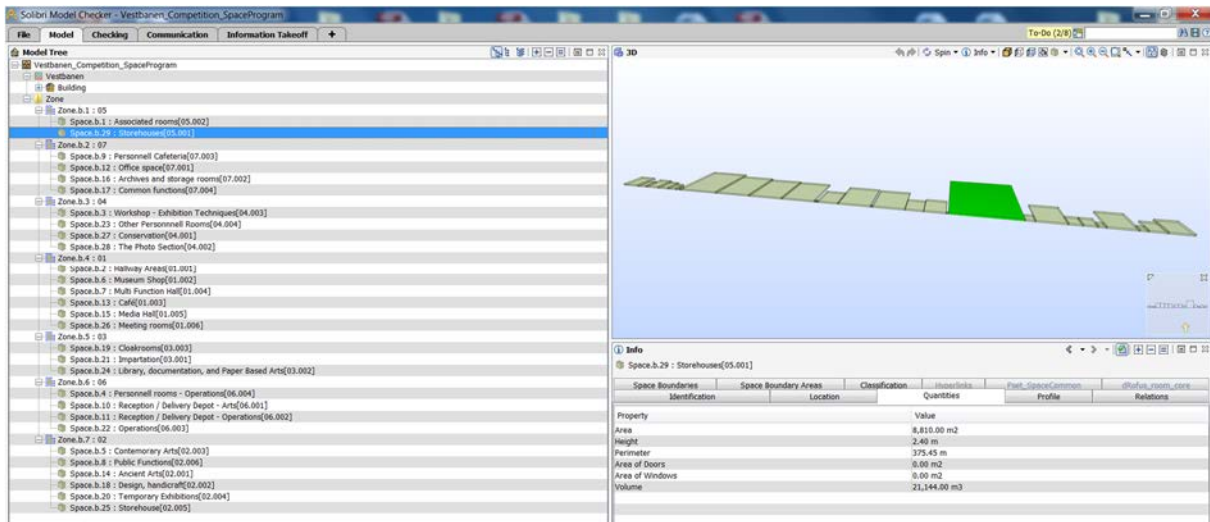 Solibri Model Checker - Vestbanen_Competition_SpaceProgram
File Model Checking Communication Information Takeoff +
To-Do (2/8)
Model Tree
Vestbanen_Competition_SpaceProgram
Vestbanen
Building
Zone
Zone.b.1 : 05
Space.b.1 : Associated rooms[05.002]
Space.b.29 : Storehouses[05.001]
Zone.b.2 : 07
Space.b.9 : Personnell Cafeteria[07.003]
Space.b.12 : Office space[07.001]
Space.b.16 : Archives and storage rooms[07.002]
Space.b.17 : Common functions[07.004]
Zone.b.3 : 04
Space.b.3 : Workshop - Exhibition Techniques[04.003]
Space.b.23 : Other Personnnell Rooms[04.004]
Space.b.27 : Conservation[04.001]
Space.b.28 : The Photo Section[04.002]
Zone.b.4 : 01
Space.b.2 : Hallway Areas[01.001]
Space.b.6 : Museum Shop[01.002]
Space.b.7 : Multi Function Hall[01.004]
Space.b.13 : Café[01.003]
Space.b.15 : Media Hall[01.005]
Space.b.26 : Meeting rooms[01.006]
Zone.b.5 : 03
Space.b.19 : Cloakrooms[03.003]
Space.b.21 : Impartation[03.001]
Space.b.24 : Library, documentation, and Paper Based Arts[03.002]
Zone.b.6 : 06
Space.b.4 : Personnell rooms - Operations[06.004]
Space.b.10 : Reception / Delivery Depot - Arts[06.001]
Space.b.11 : Reception / Delivery Depot - Operations[06.002]
Space.b.22 : Operations[06.003]
Zone.b.7 : 02
Space.b.5 : Contemorary Arts[02.003]
Space.b.8 : Public Functions[02.006]
Space.b.14 : Ancient Arts[02.001]
Space.b.18 : Design, handicraft[02.002]
Space.b.20 : Temporary Exhibitions[02.004]
Space.b.25 : Storehouse[02.005]
3D
Spin Info
Info
Space.b.29 : Storehouses[05.001]
Space Boundaries Space Boundary Areas Classification Hyperlinks Pset_SpaceCommon dRofus_room_core
Identification Location Quantities Profile Relations
Property Value
Area 8,810.00 m2
Height 2.40 m
Perimeter 375.45 m
Area of Doors 0.00 m2
Area of Windows 0.00 m2
Volume 21,144.00 m3